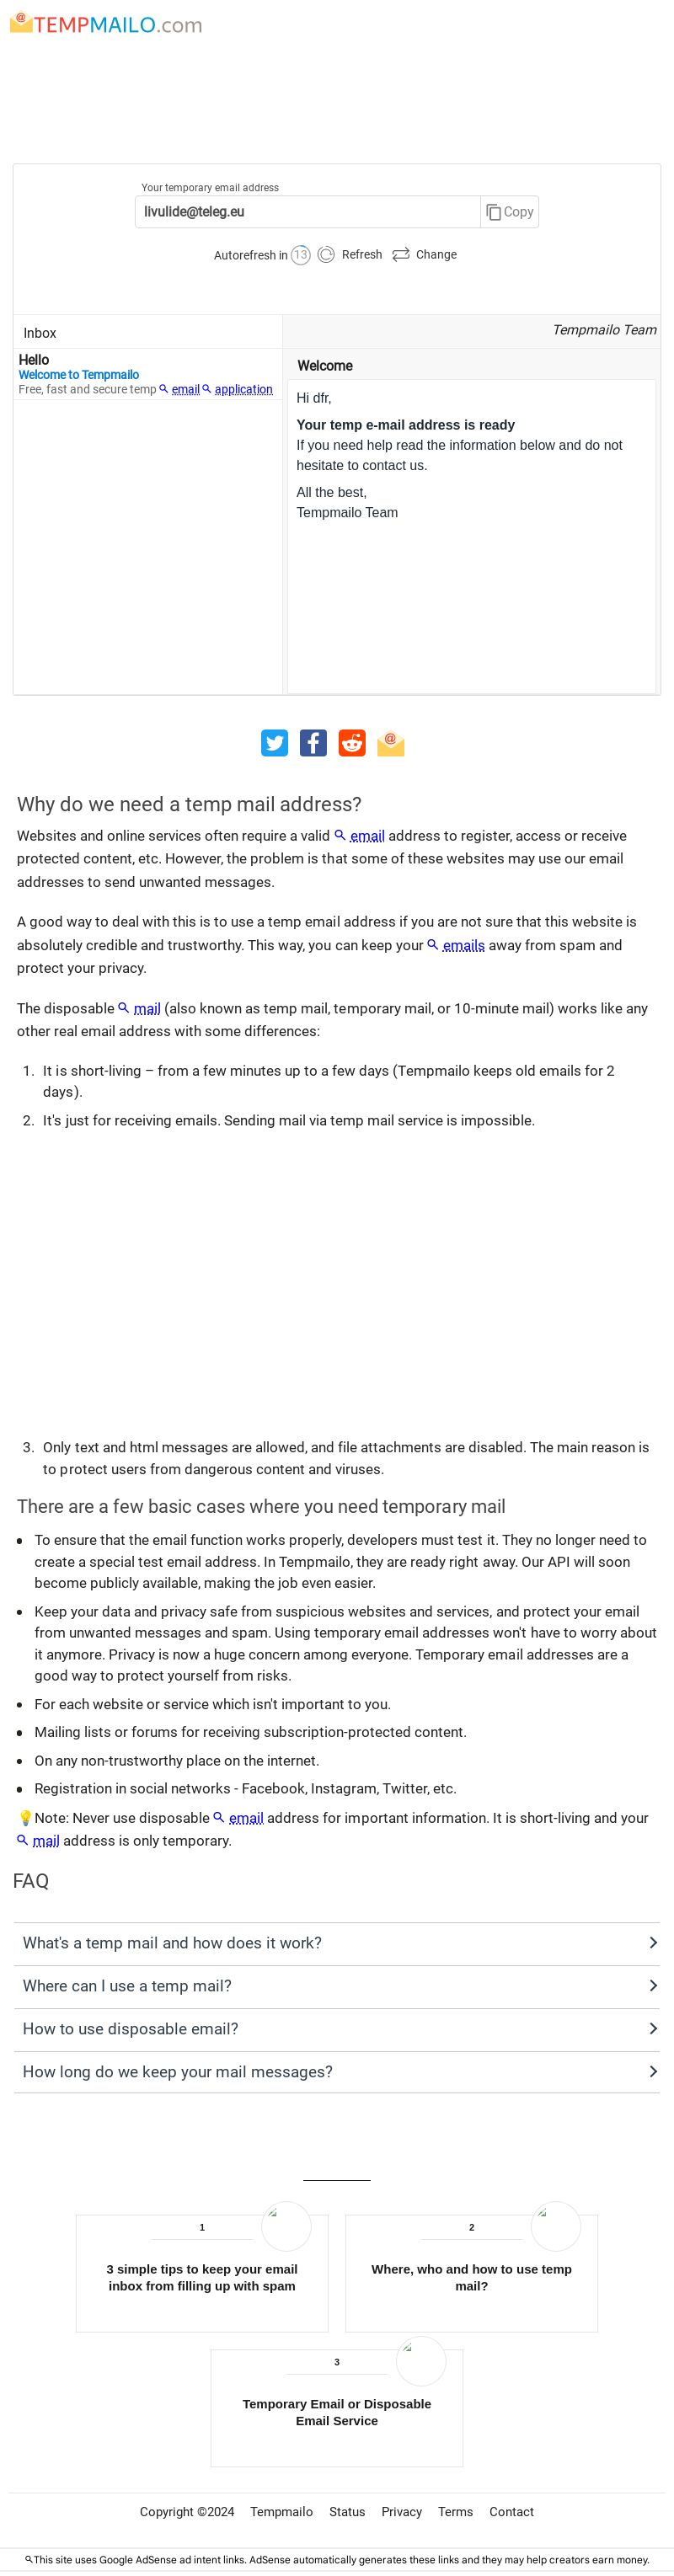 TEMPMAILO.com
Your temporary email address
livulide@teleg.eu
Copy
Autorefresh in 13 Refresh Change
Inbox
Tempmailo Team
Hello
Welcome to Tempmailo
Free, fast and secure temp email application
Welcome
Hi dfr,
Your temp e-mail address is ready
If you need help read the information below and do not
hesitate to contact us.
All the best,
Tempmailo Team
Why do we need a temp mail address?
Websites and online services often require a valid email address to register, access or receive
protected content, etc. However, the problem is that some of these websites may use our email
addresses to send unwanted messages.
A good way to deal with this is to use a temp email address if you are not sure that this website is
absolutely credible and trustworthy. This way, you can keep your emails away from spam and
protect your privacy.
The disposable mail (also known as temp mail, temporary mail, or 10-minute mail) works like any
other real email address with some differences:
1. It is short-living – from a few minutes up to a few days (Tempmailo keeps old emails for 2
days).
2. It's just for receiving emails. Sending mail via temp mail service is impossible.
3. Only text and html messages are allowed, and file attachments are disabled. The main reason is
to protect users from dangerous content and viruses.
There are a few basic cases where you need temporary mail
To ensure that the email function works properly, developers must test it. They no longer need to
create a special test email address. In Tempmailo, they are ready right away. Our API will soon
become publicly available, making the job even easier.
Keep your data and privacy safe from suspicious websites and services, and protect your email
from unwanted messages and spam. Using temporary email addresses won't have to worry about
it anymore. Privacy is now a huge concern among everyone. Temporary email addresses are a
good way to protect yourself from risks.
For each website or service which isn't important to you.
Mailing lists or forums for receiving subscription-protected content.
On any non-trustworthy place on the internet.
Registration in social networks - Facebook, Instagram, Twitter, etc.
💡Note: Never use disposable email address for important information. It is short-living and your
mail address is only temporary.
FAQ
What's a temp mail and how does it work?
Where can I use a temp mail?
How to use disposable email?
How long do we keep your mail messages?
1
3 simple tips to keep your email
inbox from filling up with spam
2
Where, who and how to use temp
mail?
3
Temporary Email or Disposable
Email Service
Copyright ©2024 Tempmailo Status Privacy Terms Contact
This site uses Google AdSense ad intent links. AdSense automatically generates these links and they may help creators earn money.